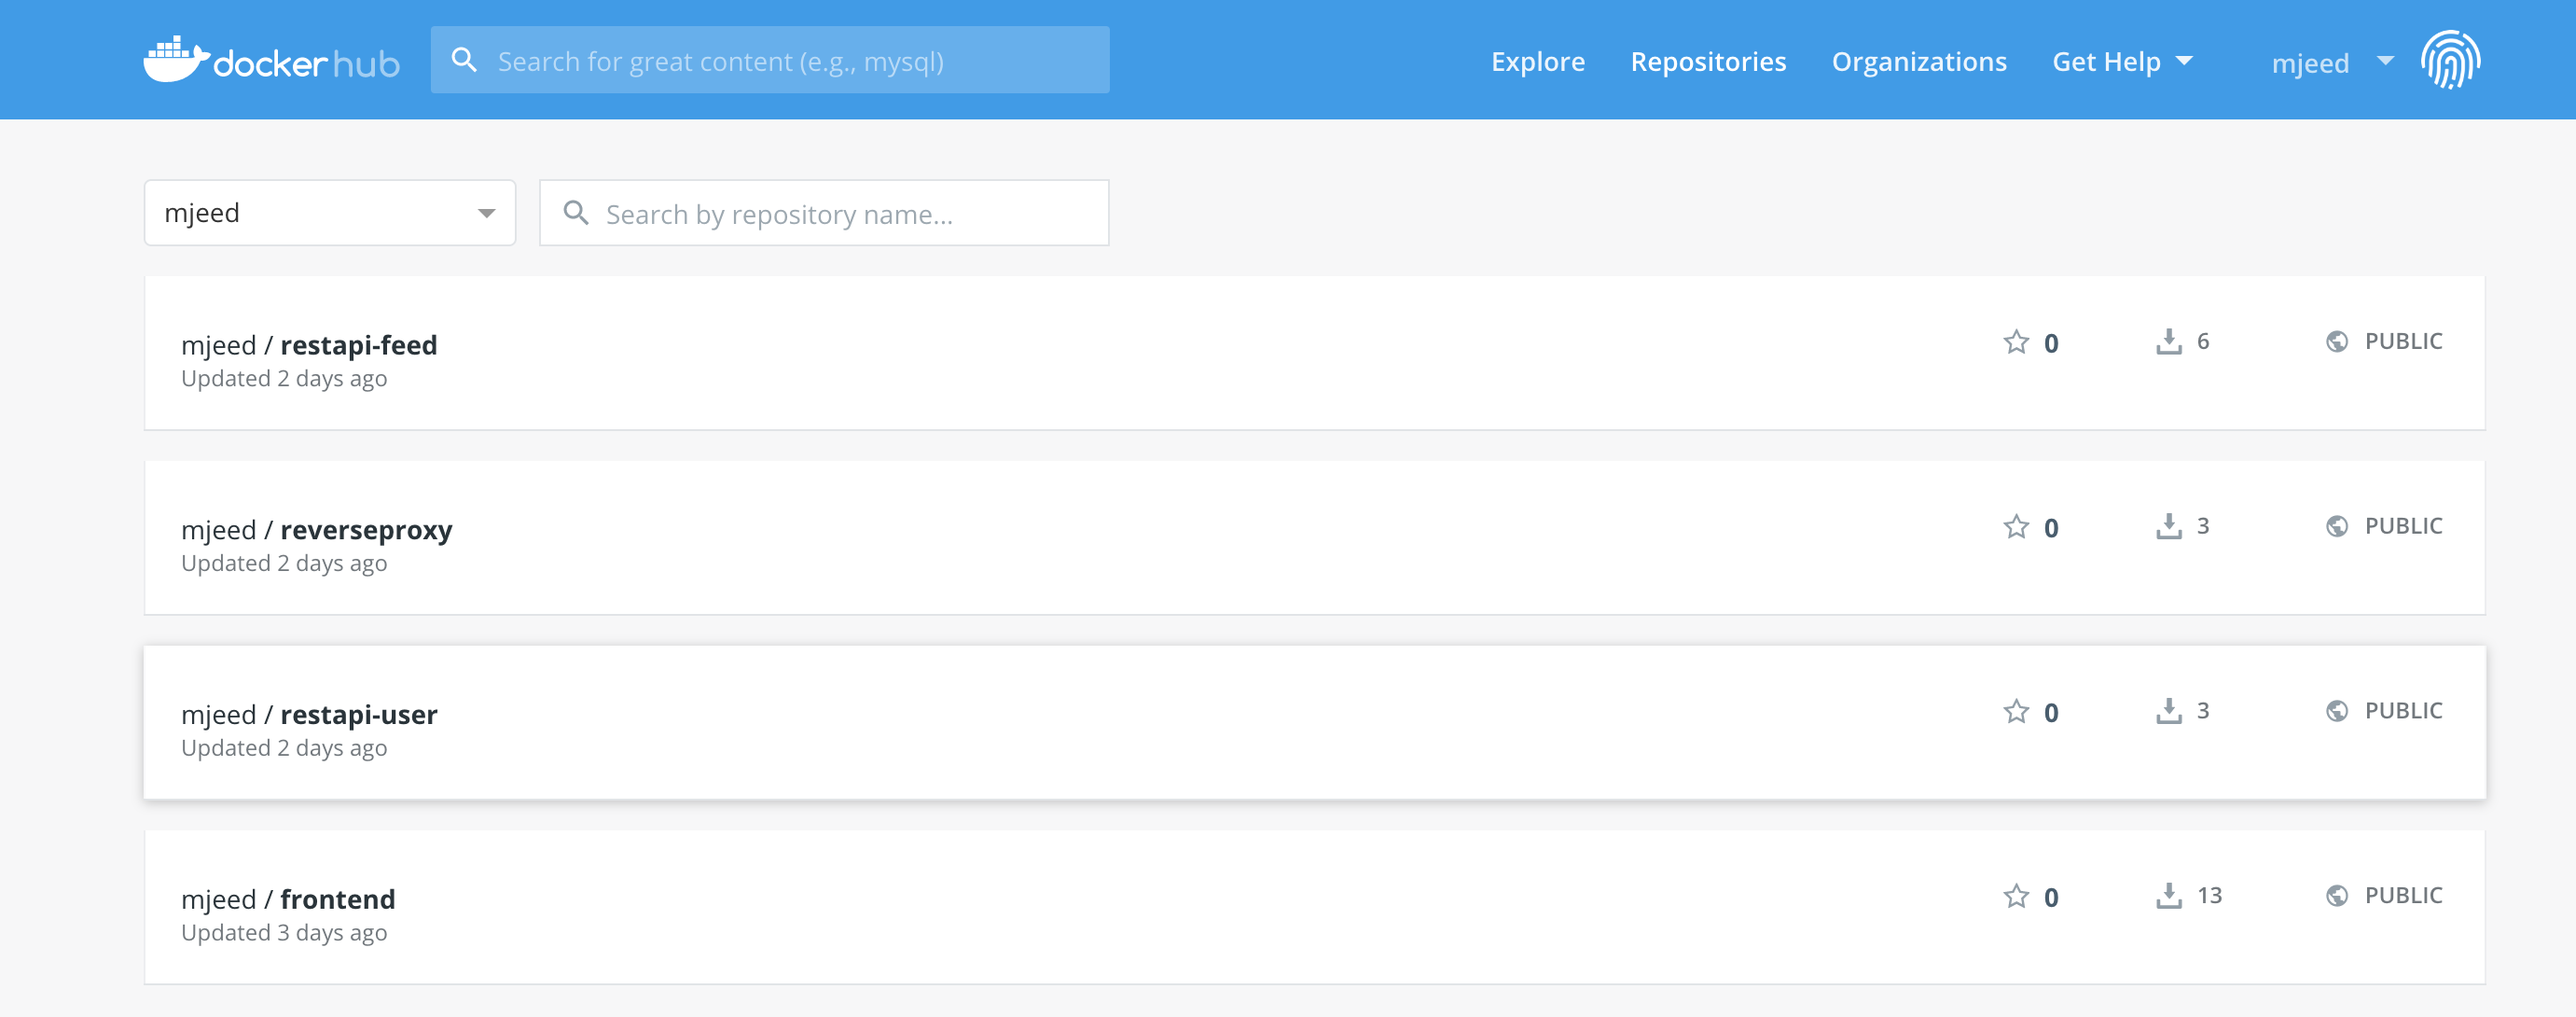 dockerhub
Search for great content (e.g., mysql)
Explore Repositories Organizations Get Help mjeed
mjeed
Search by repository name...
mjeed / restapi-feed
Updated 2 days ago
0 6 PUBLIC
mjeed / reverseproxy
Updated 2 days ago
0 3 PUBLIC
mjeed / restapi-user
Updated 2 days ago
0 3 PUBLIC
mjeed / frontend
Updated 3 days ago
0 13 PUBLIC